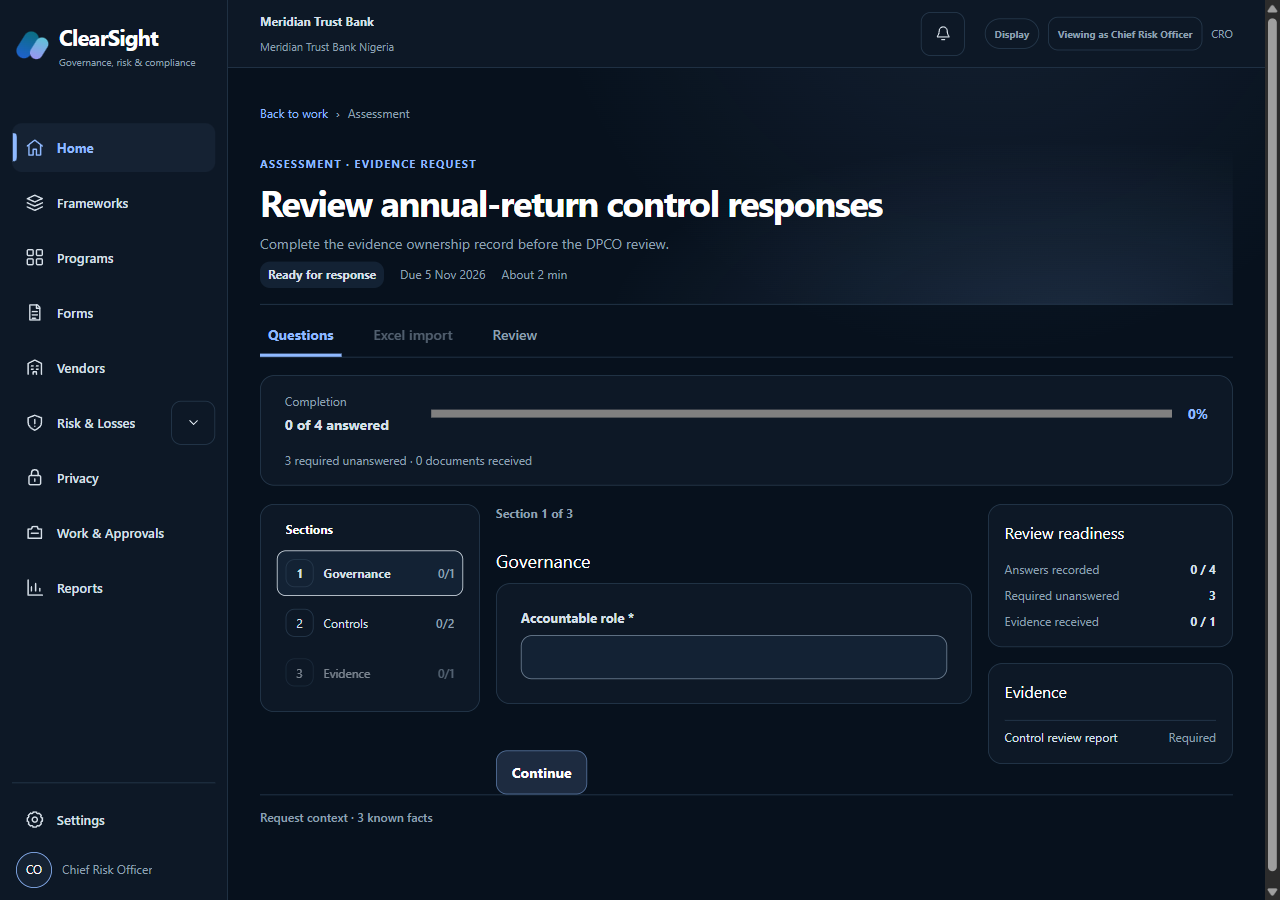 ClearSight
Governance, risk & compliance
Home
Frameworks
Programs
Forms
Vendors
Risk & Losses
Privacy
Work & Approvals
Reports
Settings
CO
Chief Risk Officer
Meridian Trust Bank
Meridian Trust Bank Nigeria
Display
Viewing as Chief Risk Officer
CRO
Back to work › Assessment
ASSESSMENT · EVIDENCE REQUEST
Review annual-return control responses
Complete the evidence ownership record before the DPCO review.
Ready for response Due 5 Nov 2026 About 2 min
Questions Excel import Review
Completion
0 of 4 answered
0%
3 required unanswered · 0 documents received
Sections
1 Governance 0/1
2 Controls 0/2
3 Evidence 0/1
Section 1 of 3
Governance
Accountable role *
Continue
Review readiness
Answers recorded 0 / 4
Required unanswered 3
Evidence received 0 / 1
Evidence
Control review report Required
Request context · 3 known facts